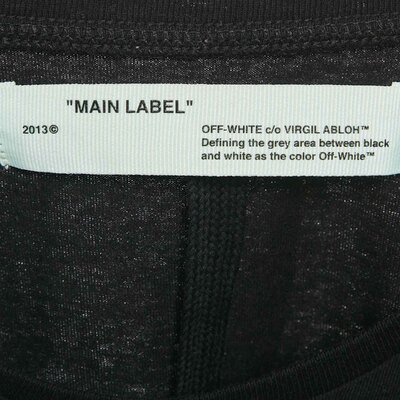 "MAIN LABEL"
2013©
OFF-WHITE c/o VIRGIL ABLOH™
Defining the grey area between black
and white as the color Off-White™